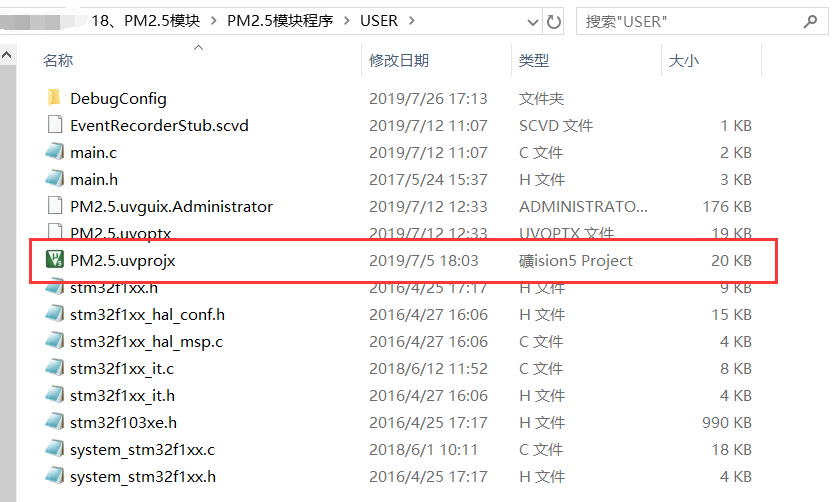 18、PM2.5模块 > PM2.5模块程序 > USER > 搜索"USER"
名称 修改日期 类型 大小
DebugConfig 2019/7/26 17:13 文件夹
EventRecorderStub.scvd 2019/7/12 11:07 SCVD 文件 1 KB
main.c 2019/7/12 11:07 C 文件 2 KB
main.h 2017/5/24 15:37 H 文件 3 KB
PM2.5.uvguix.Administrator 2019/7/12 12:33 ADMINISTRATO... 176 KB
PM2.5.uvoptx 2019/7/12 12:33 UVOPTX 文件 19 KB
PM2.5.uvprojx 2019/7/5 18:03 礦ision5 Project 20 KB
stm32f1xx.h 2016/4/25 17:17 H 文件 9 KB
stm32f1xx_hal_conf.h 2016/4/27 16:06 H 文件 15 KB
stm32f1xx_hal_msp.c 2016/4/27 16:06 C 文件 4 KB
stm32f1xx_it.c 2018/6/12 11:52 C 文件 8 KB
stm32f1xx_it.h 2016/4/27 16:06 H 文件 4 KB
stm32f103xe.h 2016/4/25 17:17 H 文件 990 KB
system_stm32f1xx.c 2018/6/1 10:11 C 文件 18 KB
system_stm32f1xx.h 2016/4/25 17:17 H 文件 4 KB